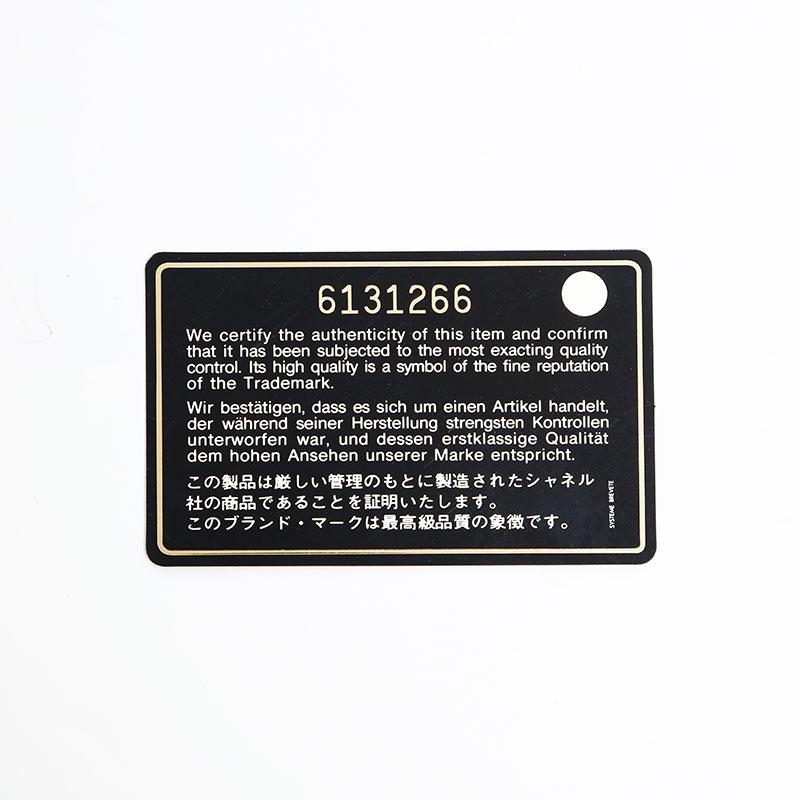 6131266
We certify the authenticity of this item and confirm
that it has been subjected to the most exacting quality
control. Its high quality is a symbol of the fine reputation
of the Trademark.
Wir bestätigen, dass es sich um einen Artikel handelt,
der während seiner Herstellung strengsten Kontrollen
unterworfen war, und dessen erstklassige Qualität
dem hohen Ansehen unserer Marke entspricht.
この製品は厳しい管理のもとに製造されたシャネル
社の商品であることを証明いたします。
このブランド・マークは最高級品質の象徴です。
SYSTEME BREVETE